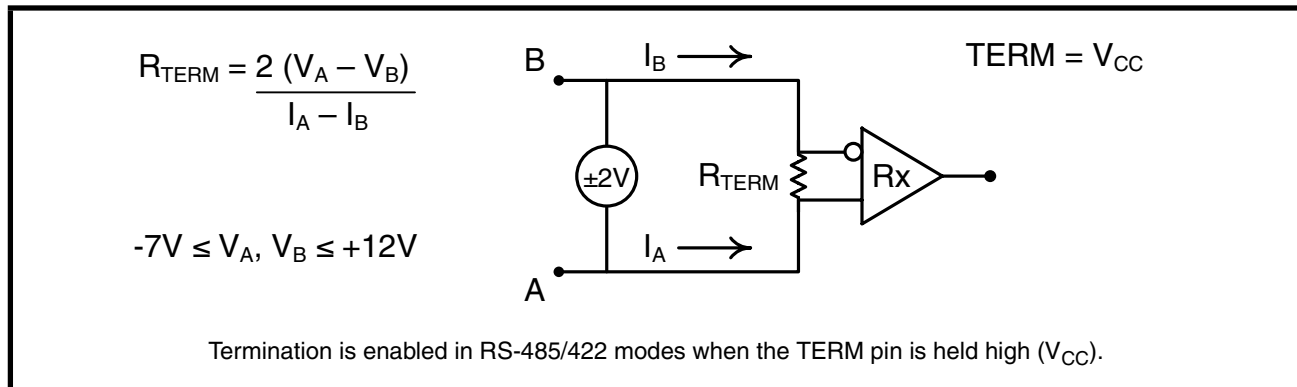 R_TERM = 2 (V_A – V_B)
I_A – I_B
-7V ≤ V_A, V_B ≤ +12V
B
I_B
±2V
R_TERM
Rx
I_A
A
TERM = V_CC
Termination is enabled in RS-485/422 modes when the TERM pin is held high (V_CC).